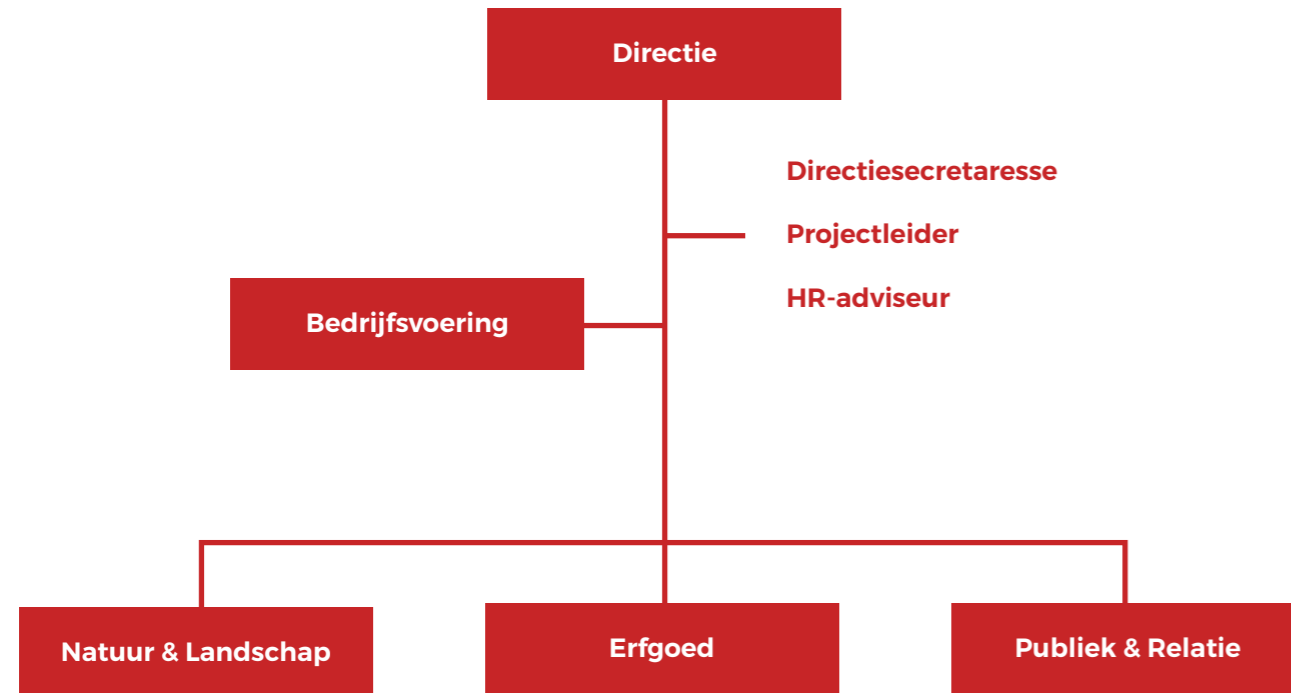 Directie
Directiesecretaresse
Projectleider
HR-adviseur
Bedrijfsvoering
Natuur & Landschap
Erfgoed
Publiek & Relatie